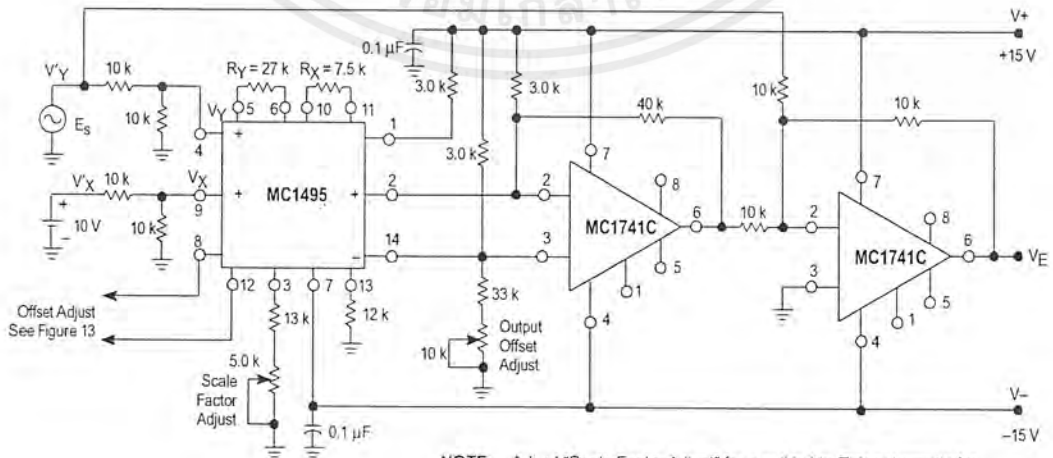 V+
+15 V
0.1 µF
3.0 k
3.0 k
3.0 k
10 k
V'Y
10 k
RY = 27 k
RX = 7.5 k
40 k
10 k
ES
10 k
VY
5
6
10
11
4
+
1
7
7
V'X
10 k
VX
+
MC1495
+
2
2
8
MC1741C
6
10 k
2
8
MC1741C
6
VE
+
10 V
−
10 k
9
8
−
14
3
5
1
4
3
5
1
4
Offset Adjust
See Figure 13
12
3
7
13
13 k
12 k
33 k
5.0 k
Scale
Factor
Adjust
10 k
Output
Offset
Adjust
0.1 µF
V−
−15 V